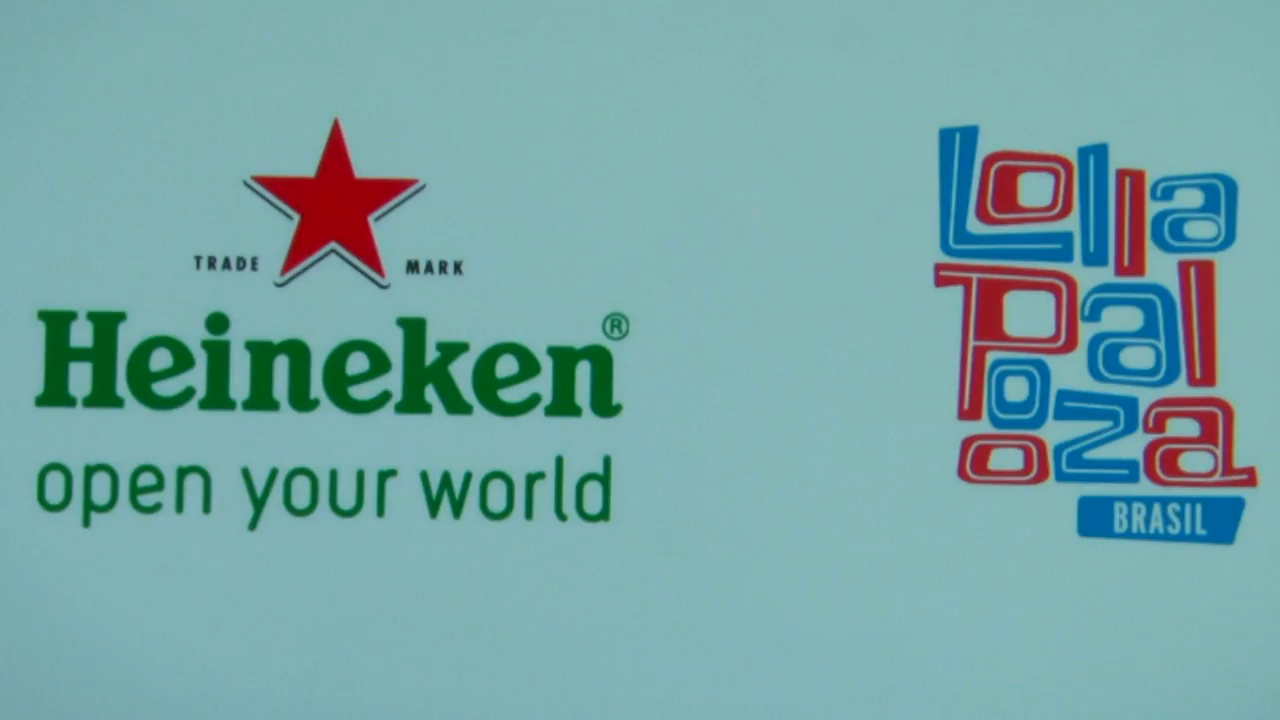 TRADE MARK
Heineken®
open your world
Lolla
Pal
ooza
BRASIL